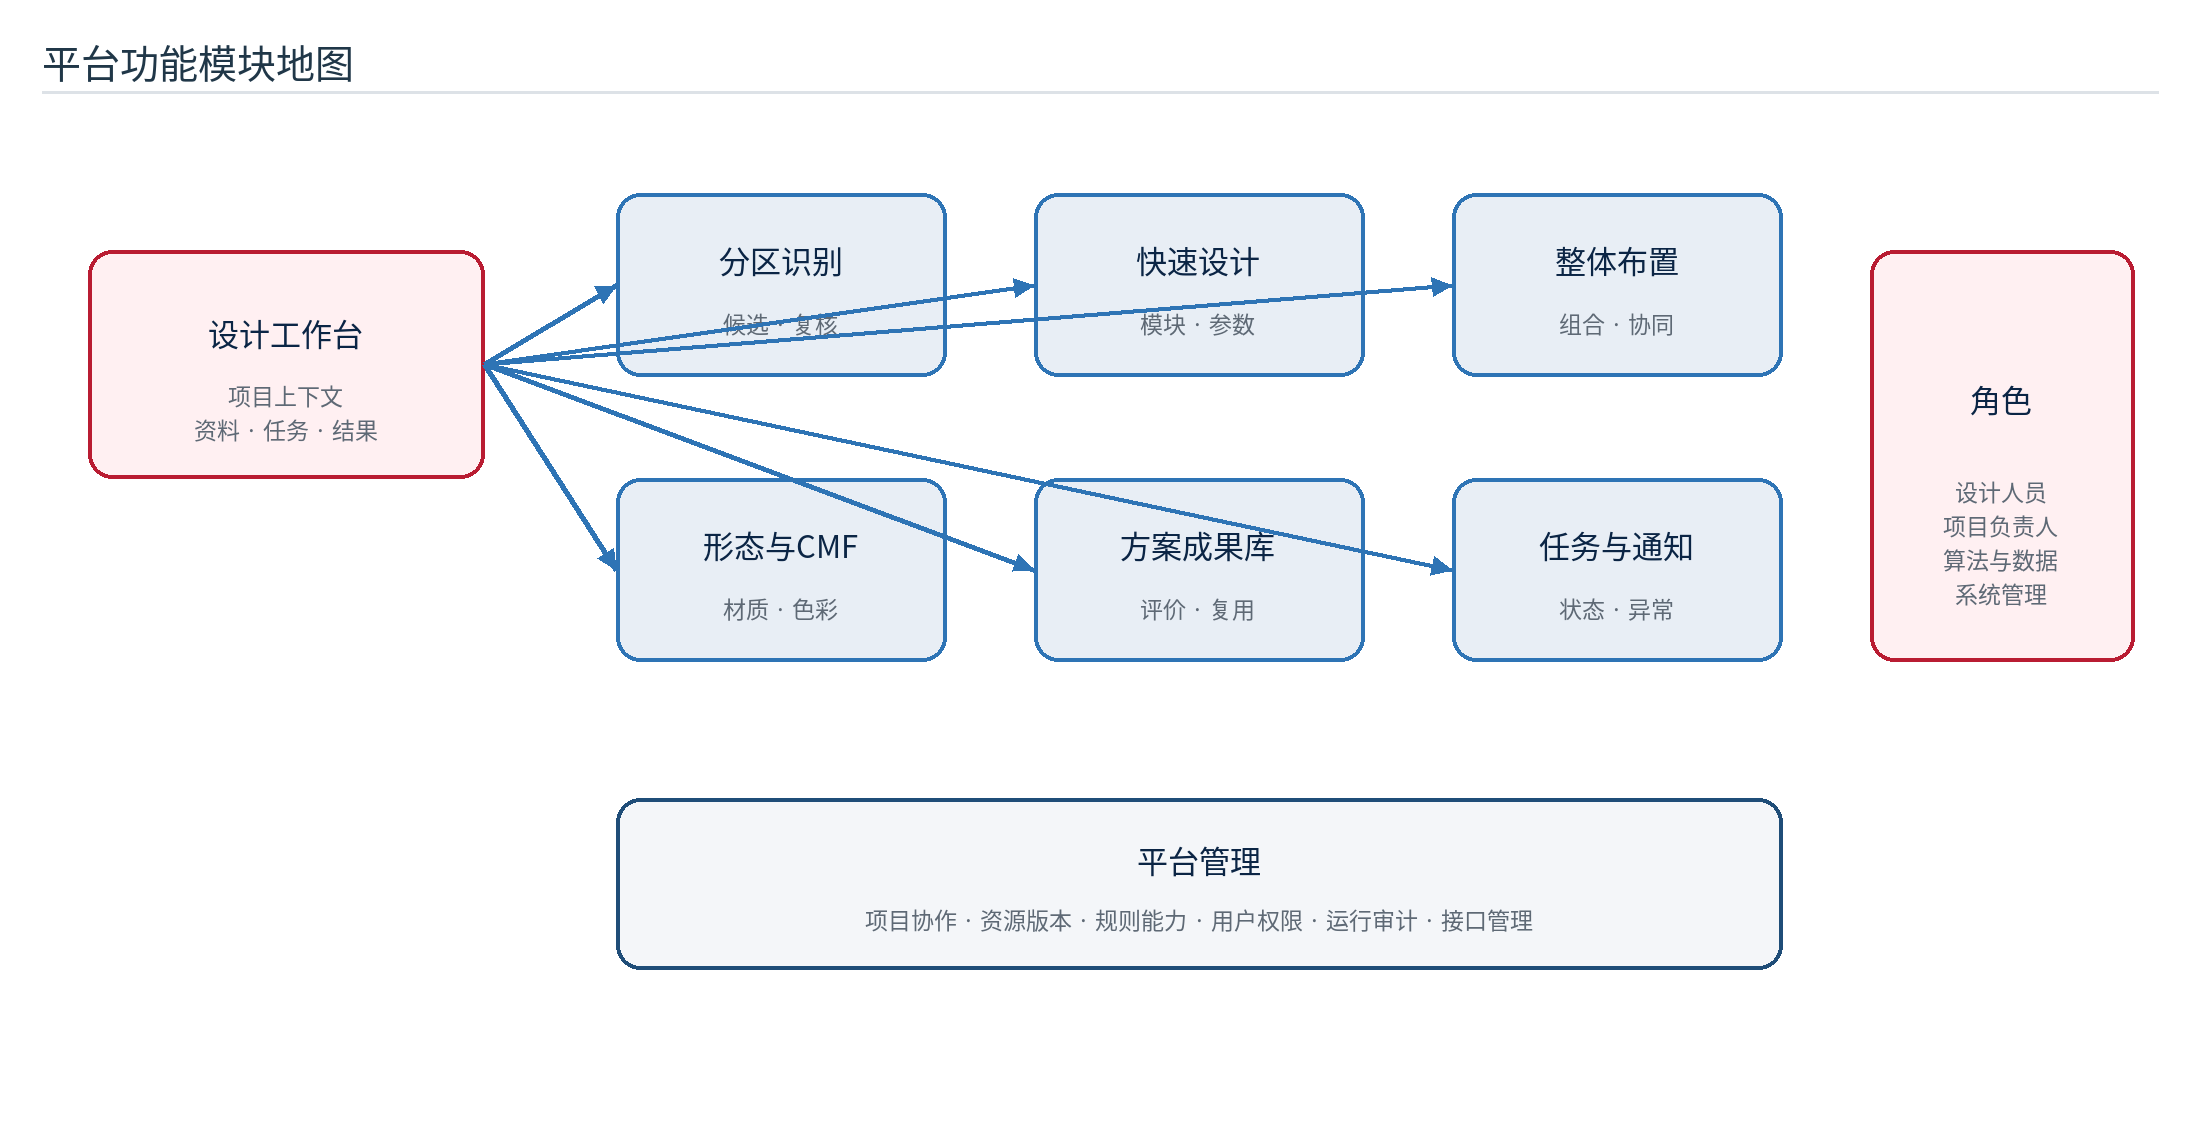 平台功能模块地图
设计工作台
项目上下文
资料 · 任务 · 结果
分区识别
候选 · 复核
快速设计
模块 · 参数
整体布置
组合 · 协同
形态与CMF
材质 · 色彩
方案成果库
评价 · 复用
任务与通知
状态 · 异常
角色
设计人员
项目负责人
算法与数据
系统管理
平台管理
项目协作 · 资源版本 · 规则能力 · 用户权限 · 运行审计 · 接口管理